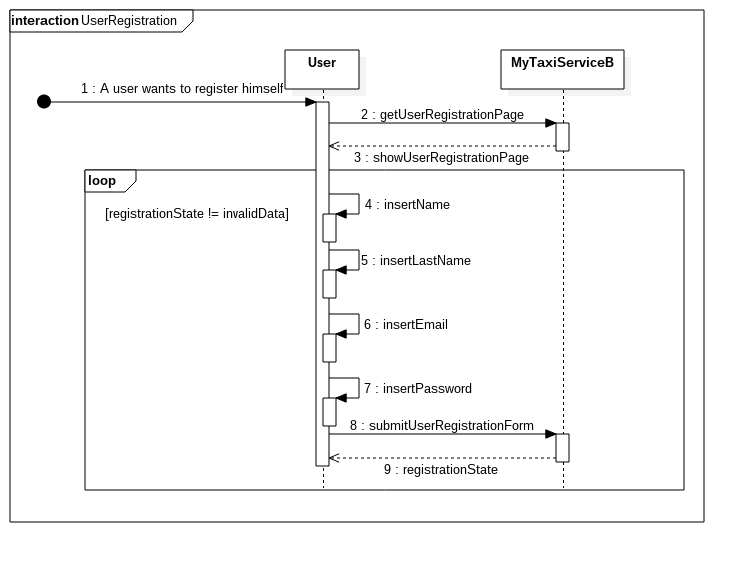 interaction UserRegistration
User
MyTaxiServiceB
1 : A user wants to register himself
2 : getUserRegistrationPage
3 : showUserRegistrationPage
loop
[registrationState != invalidData]
4 : insertName
5 : insertLastName
6 : insertEmail
7 : insertPassword
8 : submitUserRegistrationForm
9 : registrationState